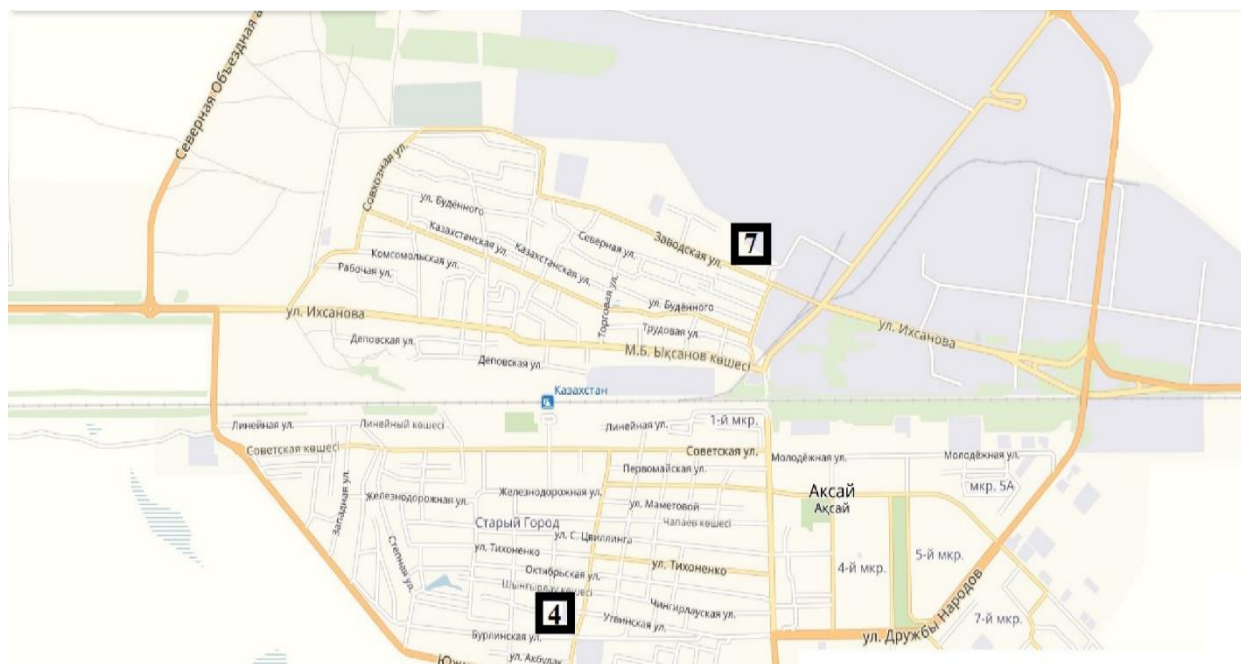 Северная Объездная а
Совхозная ул.
ул. Будённого
Казахстанская ул.
Северная ул.
Казахстанская ул.
Заводская ул.
7
Комсомольская ул.
Рабочая ул.
Торговая ул.
ул. Будённого
ул. Ихсанова
Трудовая ул.
ул. Ихсанова
Деповская ул.
Деповская ул.
М.Б. Ықсанов көшесі
Казахстан
Линейная ул.
Линейный көшесі
Линейная ул.
1-й мкр.
Советская көшесі
Советская ул.
Молодёжная ул.
Молодёжная ул.
Первомайская ул.
Западная ул.
Железнодорожная ул.
Железнодорожная ул.
ул. Маметовой
Аксай
Ақсай
мкр. 5А
Старый Город
Чапаев көшесі
ул. С. Цвиллинга
Степная ул.
ул. Тихоненко
ул. Тихоненко
5-й мкр.
4-й мкр.
Октябрьская ул.
Шыңғырлау көшесі
4
Чингирлауская ул.
Утвинская ул.
7-й мкр.
ул. Дружбы Народов
Бурлинская ул.
ул. Акбулак
Южн